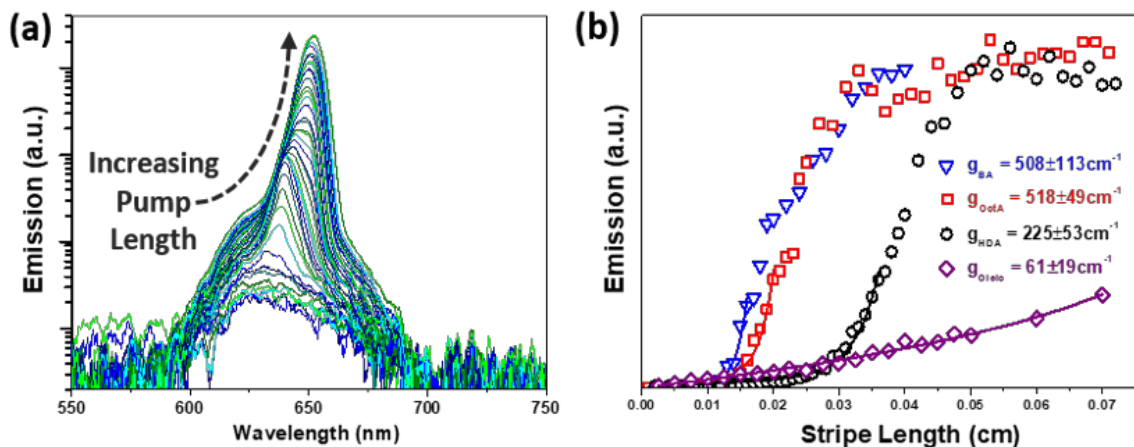 (a)
Emission (a.u.)
Increasing
Pump
Length
550 600 650 700 750
Wavelength (nm)
(b)
Emission (a.u.)
g_BA = 508±113cm⁻¹
g_OctA = 518±49cm⁻¹
g_HDA = 225±53cm⁻¹
g_Oleic = 61±19cm⁻¹
0.00 0.01 0.02 0.03 0.04 0.05 0.06 0.07
Stripe Length (cm)